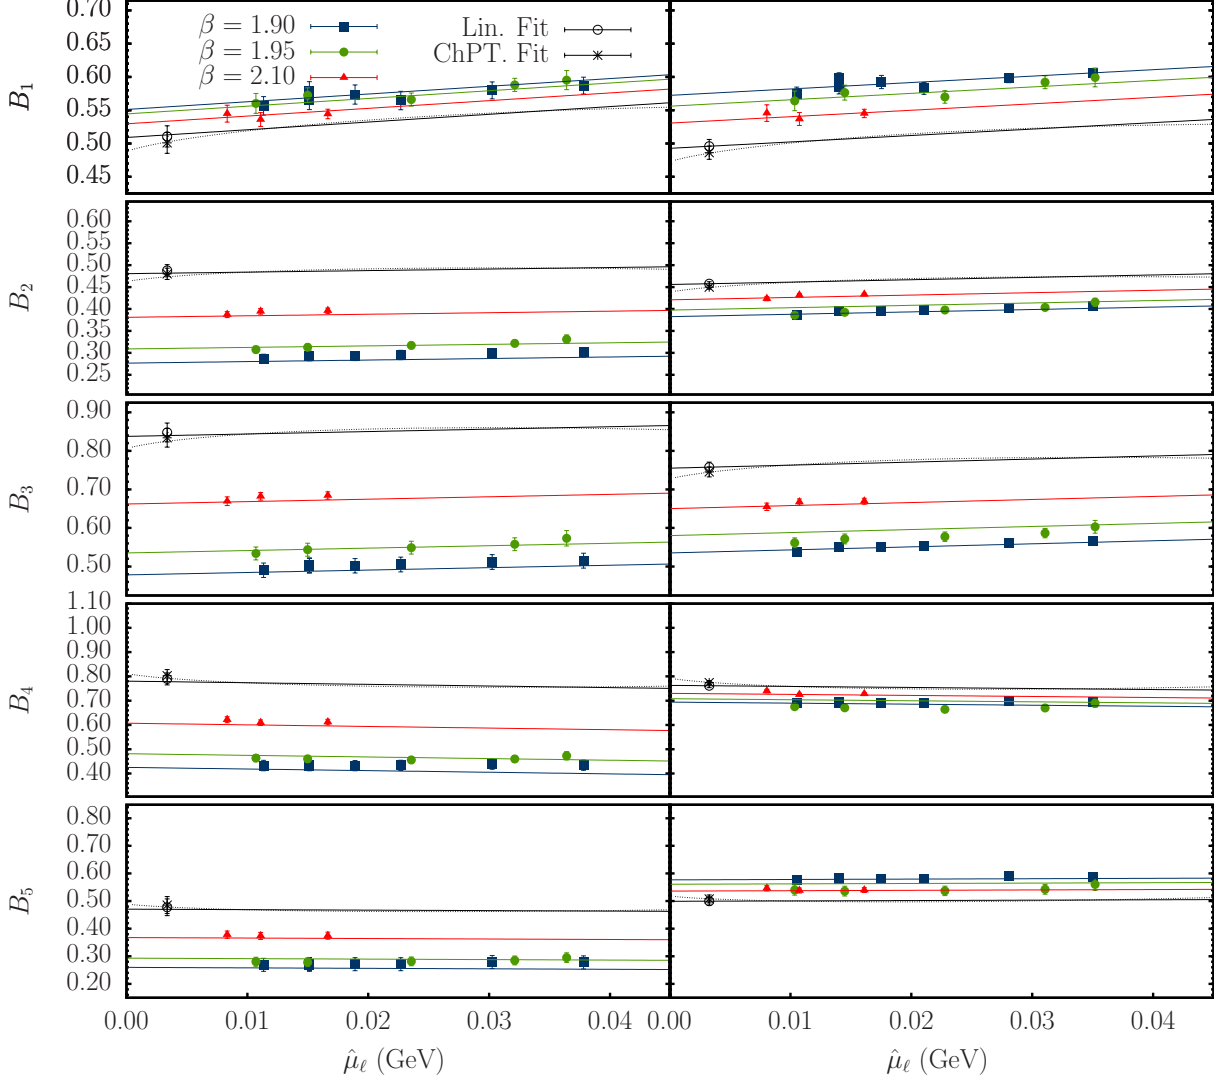 β = 1.90
β = 1.95
β = 2.10
Lin. Fit
ChPT. Fit
B₁
0.70
0.65
0.60
0.55
0.50
0.45
B₂
0.60
0.55
0.50
0.45
0.40
0.35
0.30
0.25
B₃
0.90
0.80
0.70
0.60
0.50
B₄
1.10
1.00
0.90
0.80
0.70
0.60
0.50
0.40
B₅
0.80
0.70
0.60
0.50
0.40
0.30
0.20
0.00 0.01 0.02 0.03 0.04 0.00 0.01 0.02 0.03 0.04
μ̂ℓ (GeV) μ̂ℓ (GeV)